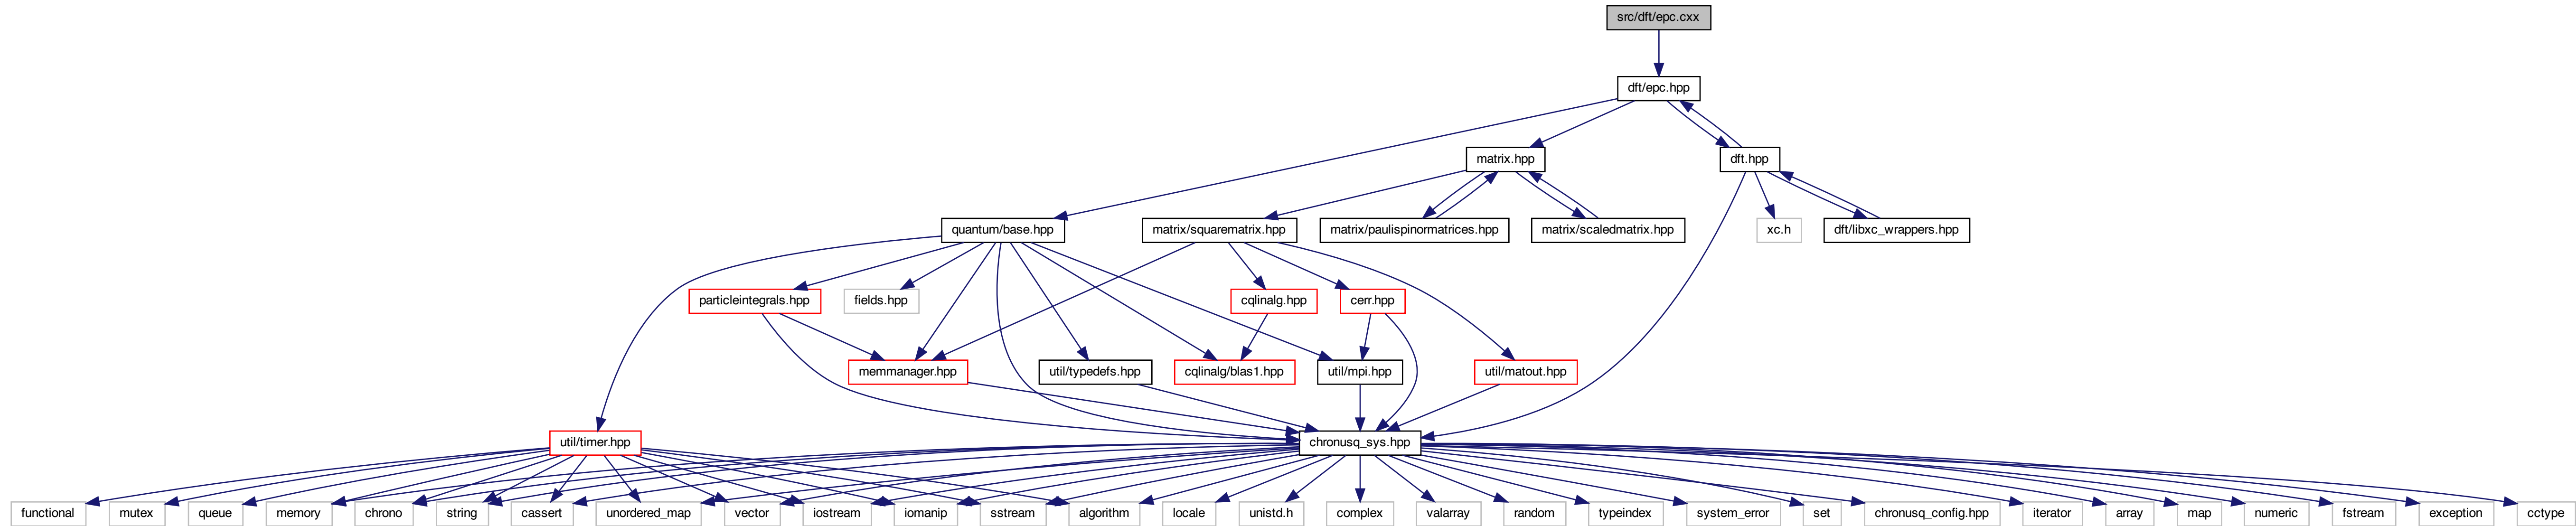 src/dft/epc.cxx
dft/epc.hpp
matrix.hpp
dft.hpp
quantum/base.hpp
matrix/squarematrix.hpp
matrix/paulispinormatrices.hpp
matrix/scaledmatrix.hpp
xc.h
dft/libxc_wrappers.hpp
particleintegrals.hpp
fields.hpp
cqlinalg.hpp
cerr.hpp
memmanager.hpp
util/typedefs.hpp
cqlinalg/blas1.hpp
util/mpi.hpp
util/matout.hpp
util/timer.hpp
chronusq_sys.hpp
functional
mutex
queue
memory
chrono
string
cassert
unordered_map
vector
iostream
iomanip
sstream
algorithm
locale
unistd.h
complex
valarray
random
typeindex
system_error
set
chronusq_config.hpp
iterator
array
map
numeric
fstream
exception
cctype